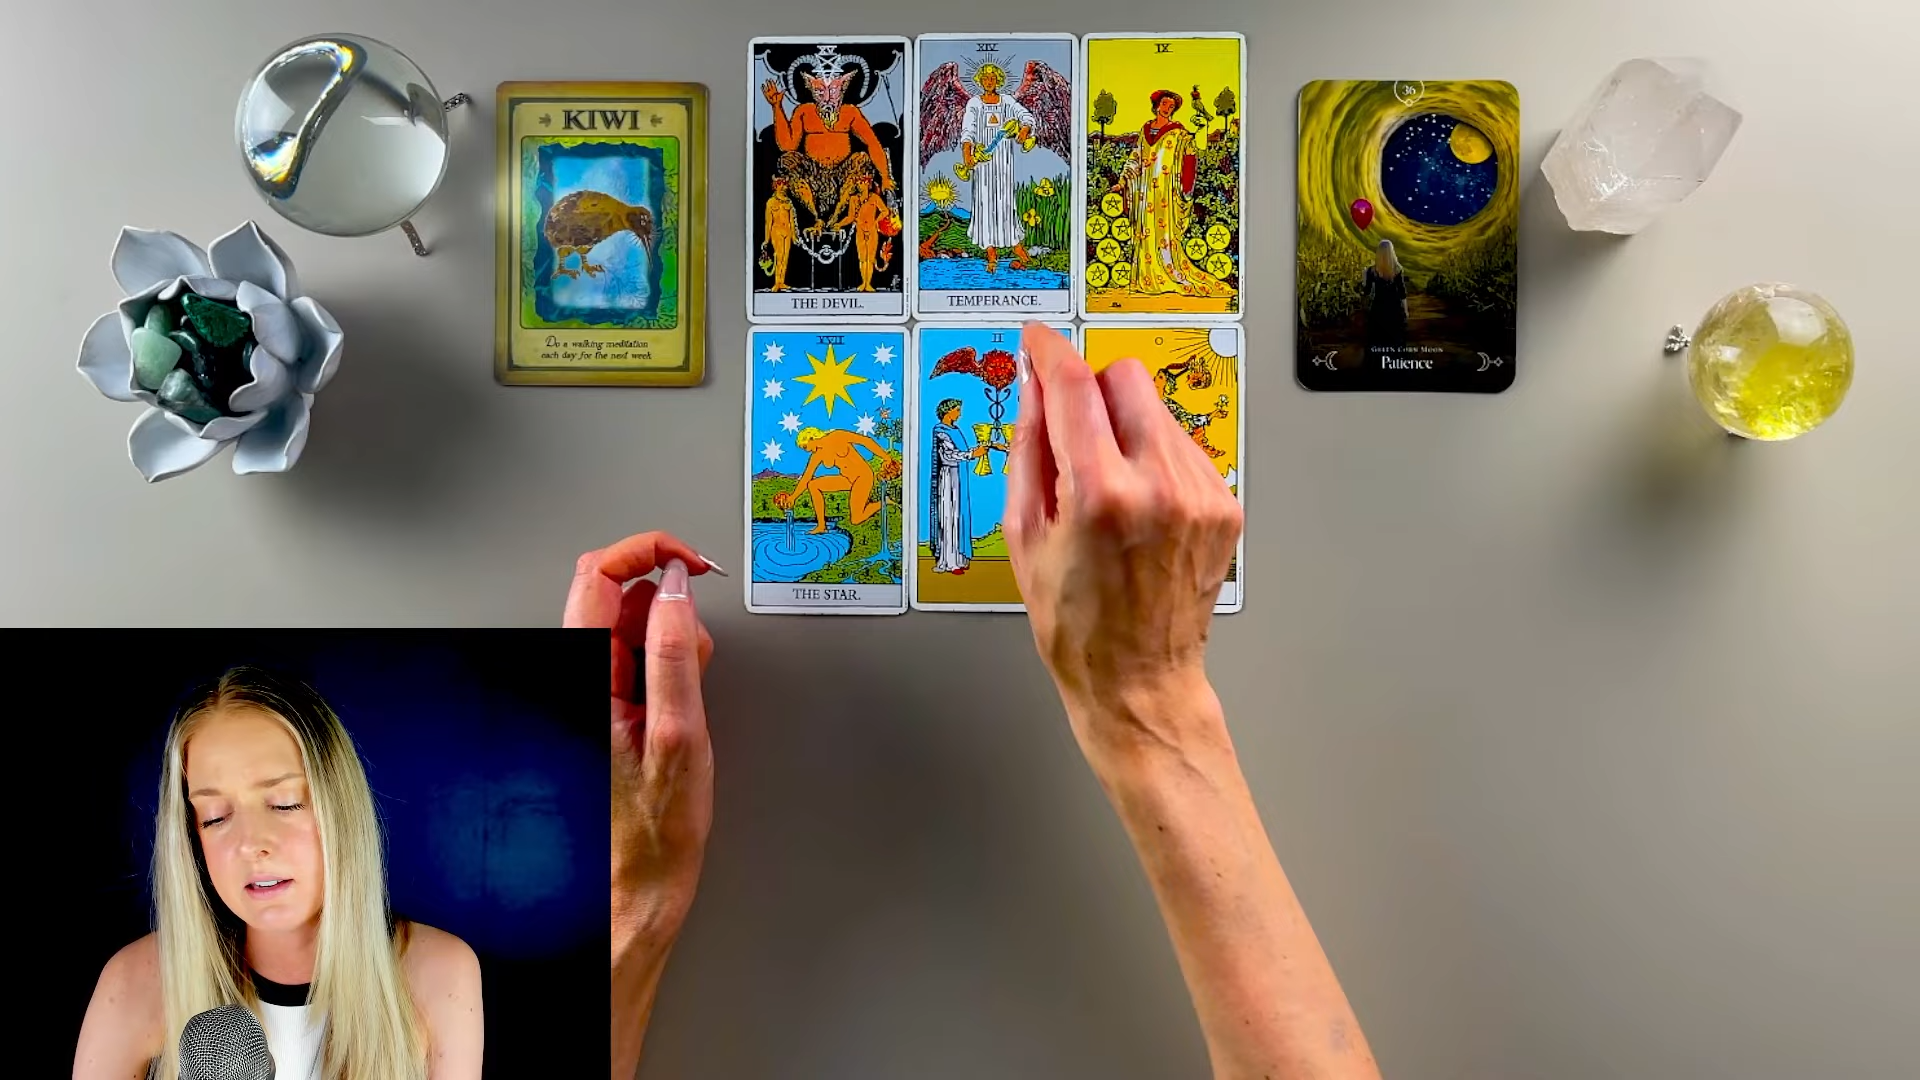 KIWI
Do a walking meditation
each day for the next week
XV
THE DEVIL.
XIV
TEMPERANCE.
IX
36
GREEN CORN MOON
Patience
XVII
THE STAR.
II
0